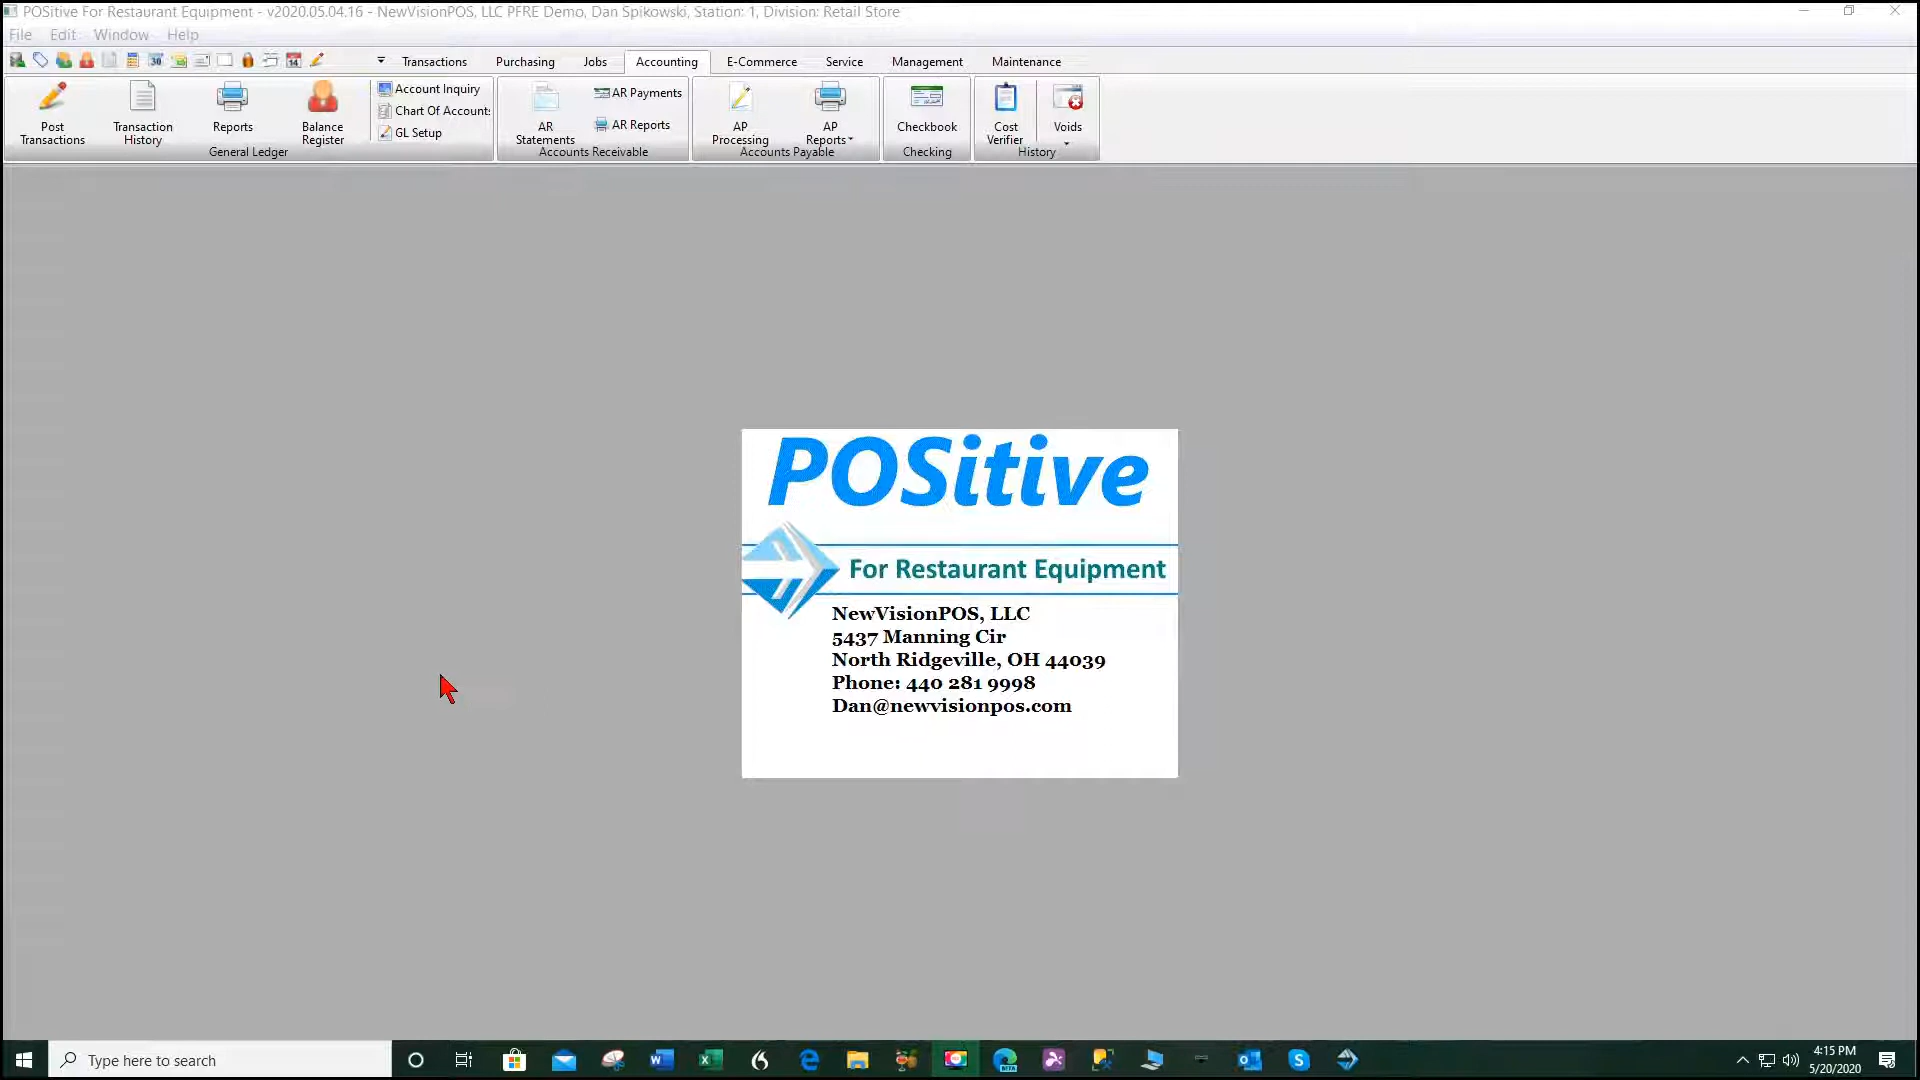 POSitive For Restaurant Equipment - v2020.05.04.16 - NewVisionPOS, LLC PFRE Demo, Dan Spikowski, Station: 1, Division: Retail Store
File Edit Window Help
30 14 Transactions Purchasing Jobs Accounting E-Commerce Service Management Maintenance
Post Transactions
Transaction History
Reports
Balance Register
Account Inquiry
Chart Of Account
GL Setup
General Ledger
AR Statements
AR Payments
AR Reports
Accounts Receivable
AP Processing
AP Reports
Accounts Payable
Checkbook
Checking
Cost Verifier
Voids
History
POSitive
For Restaurant Equipment
NewVisionPOS, LLC
5437 Manning Cir
North Ridgeville, OH 44039
Phone: 440 281 9998
Dan@newvisionpos.com
Type here to search
4:15 PM
5/20/2020